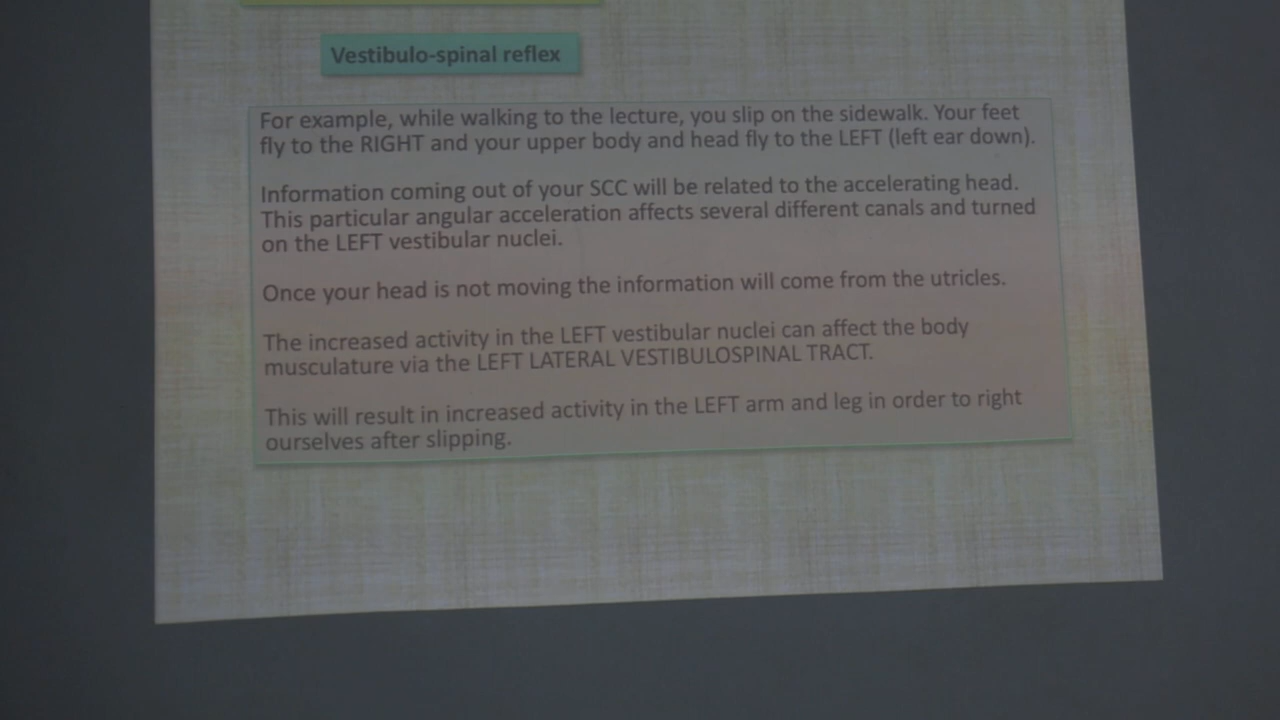 Vestibulo-spinal reflex
For example, while walking to the lecture, you slip on the sidewalk. Your feet
fly to the RIGHT and your upper body and head fly to the LEFT (left ear down).
Information coming out of your SCC will be related to the accelerating head.
This particular angular acceleration affects several different canals and turned
on the LEFT vestibular nuclei.
Once your head is not moving the information will come from the utricles.
The increased activity in the LEFT vestibular nuclei can affect the body
musculature via the LEFT LATERAL VESTIBULOSPINAL TRACT.
This will result in increased activity in the LEFT arm and leg in order to right
ourselves after slipping.